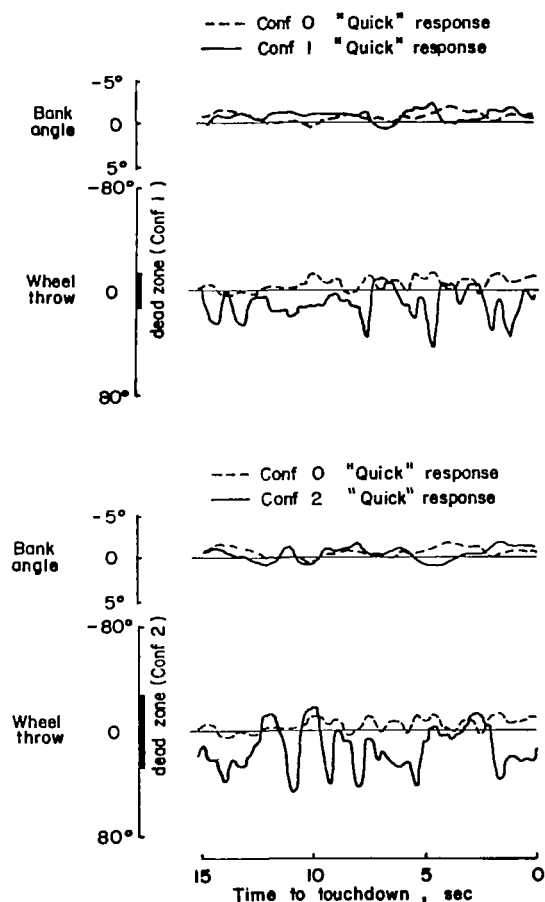 Conf 0 "Quick" response
Conf 1 "Quick" response
-5°
Bank angle
0
5°
-80°
dead zone (Conf 1)
Wheel throw
0
80°
Conf 0 "Quick" response
Conf 2 "Quick" response
-5°
Bank angle
0
5°
-80°
dead zone (Conf 2)
Wheel throw
0
80°
15 10 5 0
Time to touchdown , sec